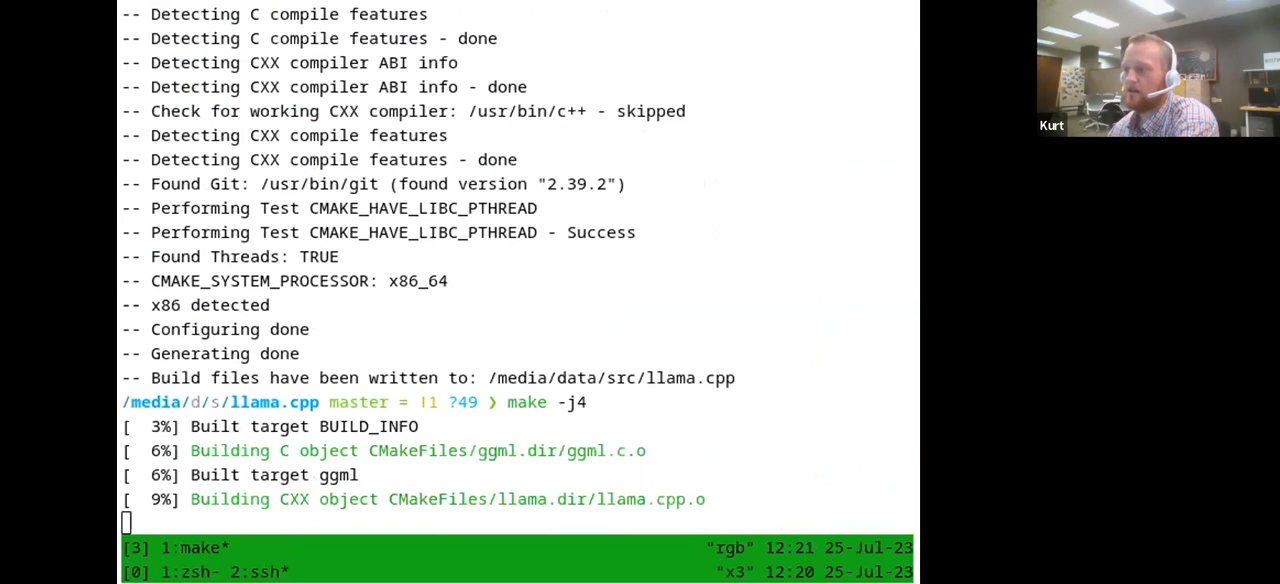 -- Detecting C compile features
-- Detecting C compile features - done
-- Detecting CXX compiler ABI info
-- Detecting CXX compiler ABI info - done
-- Check for working CXX compiler: /usr/bin/c++ - skipped
-- Detecting CXX compile features
-- Detecting CXX compile features - done
-- Found Git: /usr/bin/git (found version "2.39.2")
-- Performing Test CMAKE_HAVE_LIBC_PTHREAD
-- Performing Test CMAKE_HAVE_LIBC_PTHREAD - Success
-- Found Threads: TRUE
-- CMAKE_SYSTEM_PROCESSOR: x86_64
-- x86 detected
-- Configuring done
-- Generating done
-- Build files have been written to: /media/data/src/llama.cpp
/media/d/s/llama.cpp master = !1 ?49 ❯ make -j4
[  3%] Built target BUILD_INFO
[  6%] Building C object CMakeFiles/ggml.dir/ggml.c.o
[  6%] Built target ggml
[  9%] Building CXX object CMakeFiles/llama.dir/llama.cpp.o
[3] 1:make* "rgb" 12:21 25-Jul-23
[0] 1:zsh- 2:ssh* "x3" 12:20 25-Jul-23
Kurt